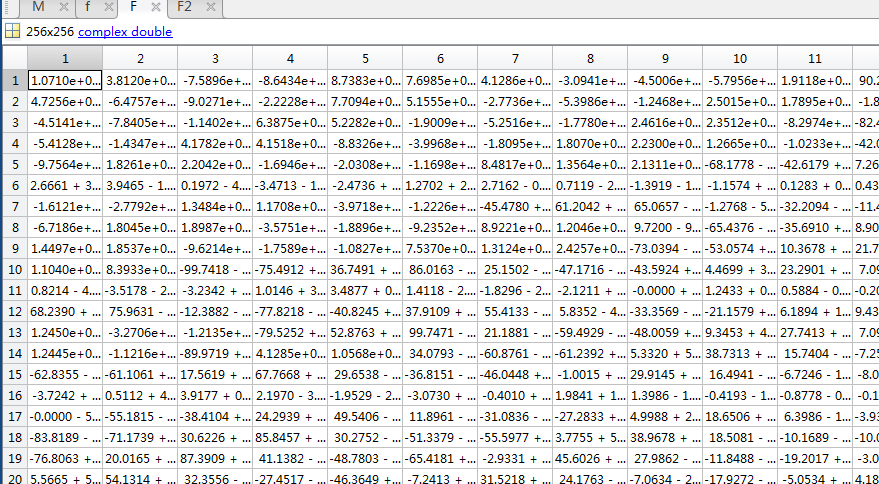 M f F F2
256x256 complex double
1 2 3 4 5 6 7 8 9 10 11
1 1.0710e+0... 3.8120e+0... -7.5896e+... -8.6434e+... 8.7383e+0... 7.6985e+0... 4.1286e+0... -3.0941e+... -4.5006e+... -5.7956e+... 1.9118e+0... 90.2
2 4.7256e+0... -6.4757e+... -9.0271e+... -2.2228e+... 7.7094e+0... 5.1555e+0... -2.7736e+... -5.3986e+... -1.2468e+... 2.5015e+0... 1.7895e+0... -1.8
3 -4.5141e+... -7.8405e+... -1.1402e+... 6.3875e+0... 5.2282e+0... -1.9009e+... -5.2516e+... -1.7780e+... 2.4616e+0... 2.3512e+0... -8.2974e+... -82.4
4 -5.4128e+... -1.4347e+... 4.1782e+0... 4.1518e+0... -8.8326e+... -3.9968e+... -1.8095e+... 1.8070e+0... 2.2300e+0... 1.2665e+0... -1.0233e+... -42.0
5 -9.7564e+... 1.8261e+0... 2.2042e+0... -1.6946e+... -2.0308e+... -1.1698e+... 8.4817e+0... 1.3564e+0... 2.1311e+0... -68.1778 - ... -42.6179 + ... 7.26
6 2.6661 + 3... 3.9465 - 1... 0.1972 - 4... -3.4713 - 1... -2.4736 + ... 1.2702 + 2... 2.7162 - 0... 0.7119 - 2... -1.3919 - 1... -1.1574 + ... 0.1283 + 0... 0.43
7 -1.6121e+... -2.7792e+... 1.3484e+0... 1.1708e+0... -3.9718e+... -1.2226e+... -45.4780 + ... 61.2042 + ... 65.0657 - ... -1.2768 - 5... -32.2094 - ... -11.4
8 -6.7186e+... 1.8045e+0... 1.8987e+0... -3.5751e+... -1.8896e+... -9.2352e+... 8.9221e+0... 1.2046e+0... 9.7200 - 9... -65.4376 - ... -35.6910 + ... 8.90
9 1.4497e+0... 1.8537e+0... -9.6214e+... -1.7589e+... -1.0827e+... 7.5370e+0... 1.3124e+0... 2.4257e+0... -73.0394 - ... -53.0574 + ... 10.3678 + ... 21.7
10 1.1040e+0... 8.3933e+0... -99.7418 - ... -75.4912 + ... 36.7491 + ... 86.0163 - ... 25.1502 - ... -47.1716 - ... -43.5924 + ... 4.4699 + 3... 23.2901 + ... 7.09
11 0.8214 - 4... -3.5178 - 2... -3.2342 + ... 1.0146 + 3... 3.4877 + 0... 1.4118 - 2... -1.8296 - 2... -2.1211 + ... -0.0000 + ... 1.2433 + 0... 0.5884 - 0... -0.20
12 68.2390 + ... 75.9631 - ... -12.3882 - ... -77.8218 - ... -40.8245 + ... 37.9109 + ... 55.4133 - ... 5.8352 - 4... -33.3569 - ... -21.1579 + ... 6.1894 + 1... 9.43
13 1.2450e+0... -3.2706e+... -1.2135e+... -79.5252 + ... 52.8763 + ... 99.7471 - ... 21.1881 - ... -59.4929 - ... -48.0059 + ... 9.3453 + 4... 27.7413 + ... 7.09
14 1.2445e+0... -1.1216e+... -89.9719 + ... 4.1285e+0... 1.0568e+0... 34.0793 - ... -60.8761 - ... -61.2392 + ... 5.3320 + 5... 38.7313 + ... 15.7404 - ... -7.25
15 -62.8355 - ... -61.1061 + ... 17.5619 + ... 67.7668 + ... 29.6538 - ... -36.8151 - ... -46.0448 + ... -1.0015 + ... 29.9145 + ... 16.4941 - ... -6.7246 - 1... -8.0
16 -3.7242 + ... 0.5112 + 4... 3.9177 + 0... 2.1970 - 3... -1.9529 - 2... -3.0730 + ... -0.4010 + ... 1.9841 + 1... 1.3986 - 1... -0.4193 - 1... -0.8778 - 0... -0.1
17 -0.0000 - 5... -55.1815 - ... -38.4104 + ... 24.2939 + ... 49.5406 - ... 11.8961 - ... -31.0836 - ... -27.2833 + ... 4.9988 + 2... 18.6506 + ... 6.3986 - 1... -3.93
18 -83.8189 - ... -71.1739 + ... 30.6226 + ... 85.8457 + ... 30.2752 - ... -51.3379 - ... -55.5977 + ... 3.7755 + 5... 38.9678 + ... 18.5081 - ... -10.1689 - ... -10.0
19 -76.8063 + ... 20.0165 + ... 87.3909 + ... 41.1382 - ... -48.7803 - ... -65.4181 + ... -2.9331 + ... 45.6026 + ... 27.9862 - ... -11.8488 - ... -19.2017 + ... -3.0
20 5.5665 + 5... 54.1314 - ... 32.3556 - ... -27.4517 - ... -46.3649 + ... -7.2413 + ... 31.5218 + ... 24.1763 - ... -7.0634 - 2... -17.9272 - ... -5.0534 + ... 4.18